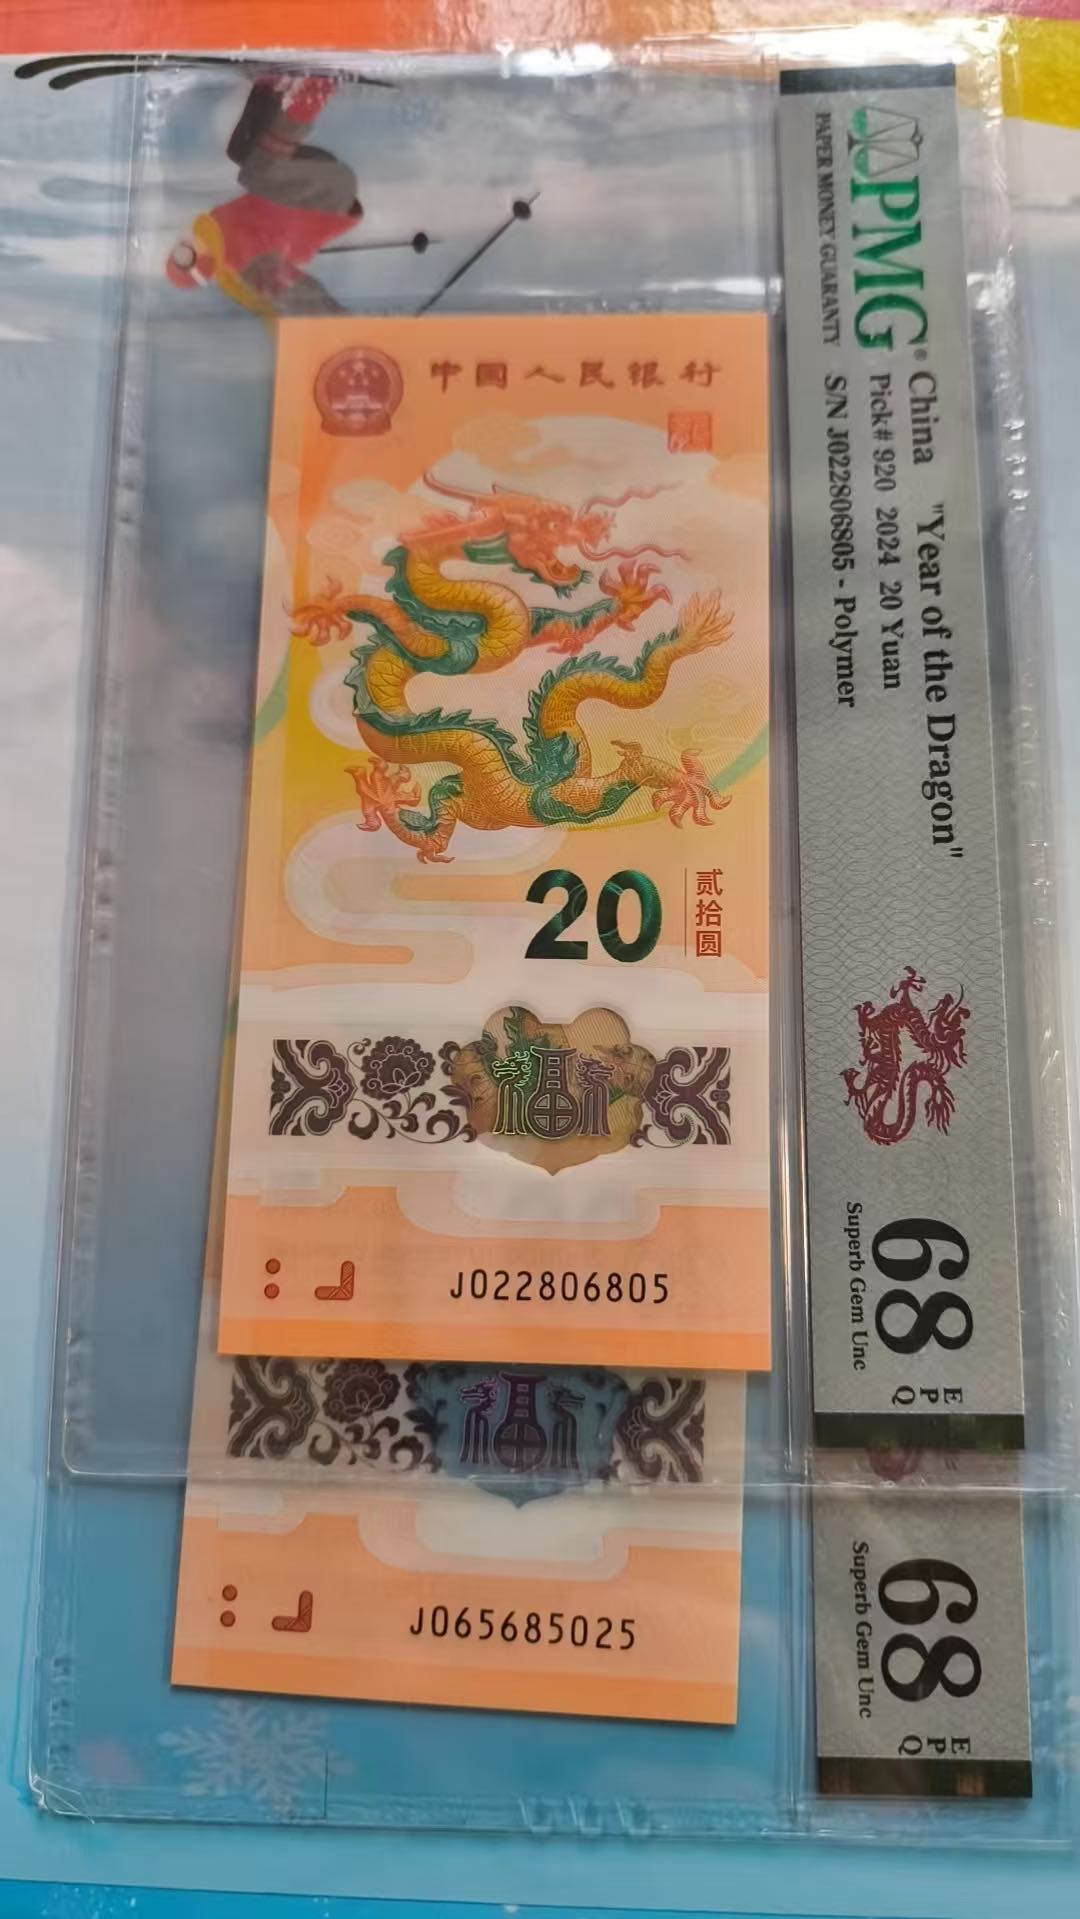 中国人民银行
20
贰拾圆
J022806805
J065685025
PMG®
PAPER MONEY GUARANTY
China "Year of the Dragon"
Pick# 920 2024 20 Yuan
S/N J022806805 - Polymer
68 EPQ
Superb Gem Unc
68 EPQ
Superb Gem Unc